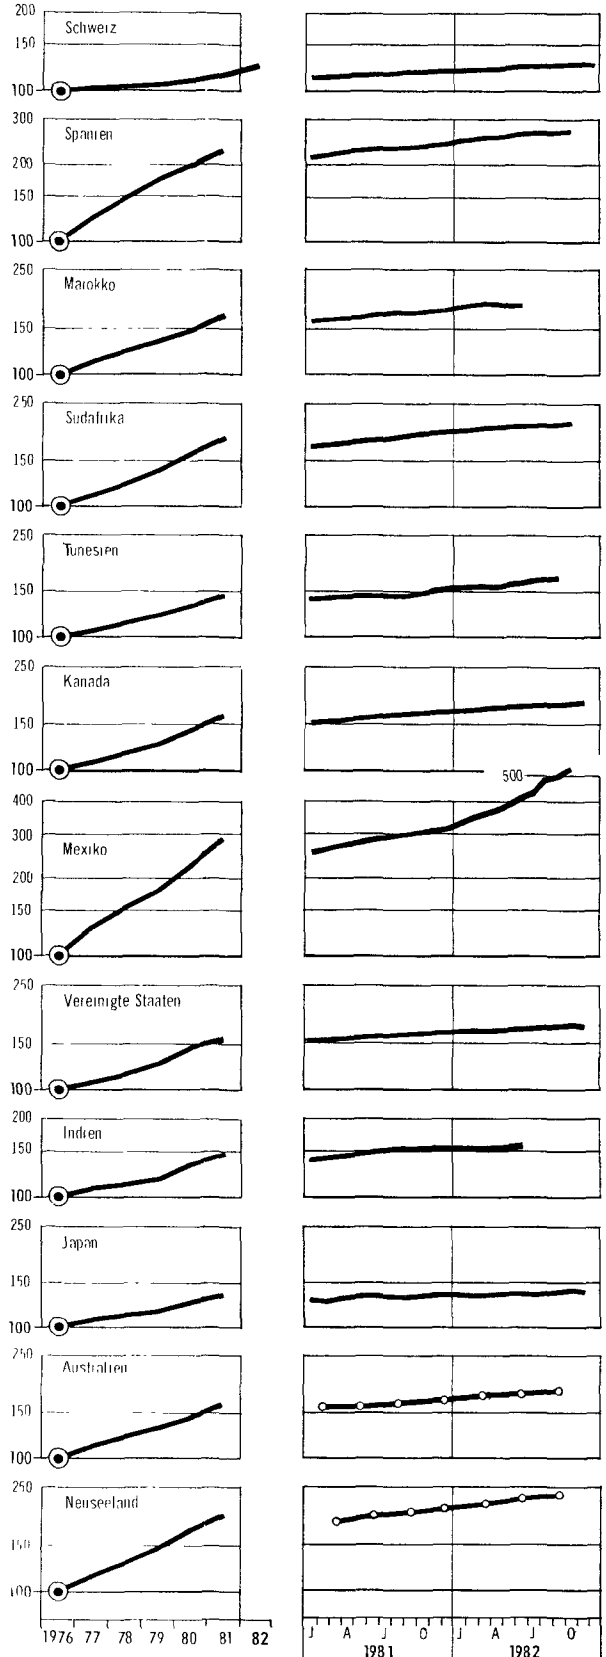 200
Schweiz
150
100
300
Spanien
200
150
100
250
Marokko
150
100
250
Südafrika
150
100
250
Tunesien
150
100
250
Kanada
150
100
500
400
300
Mexiko
200
150
100
250
Vereinigte Staaten
150
100
200
Indien
150
100
250
Japan
150
100
250
Australien
150
100
250
Neuseeland
150
100
1976 77 78 79 80 81 82
J A J O J A J O
1981 1982